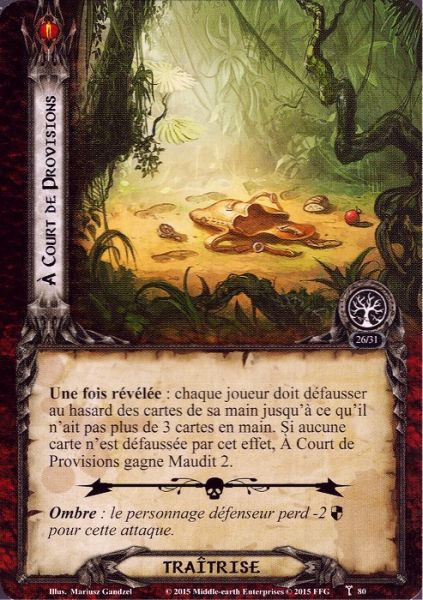 À Court de Provisions
26/31
Une fois révélée : chaque joueur doit défausser
au hasard des cartes de sa main jusqu'à ce qu'il
n'ait pas plus de 3 cartes en main. Si aucune
carte n'est défaussée par cet effet, À Court de
Provisions gagne Maudit 2.
Ombre : le personnage défenseur perd -2
pour cette attaque.
TRAÎTRISE
Illus. Mariusz Gandzel © 2015 Middle-earth Enterprises © 2015 FFG 80